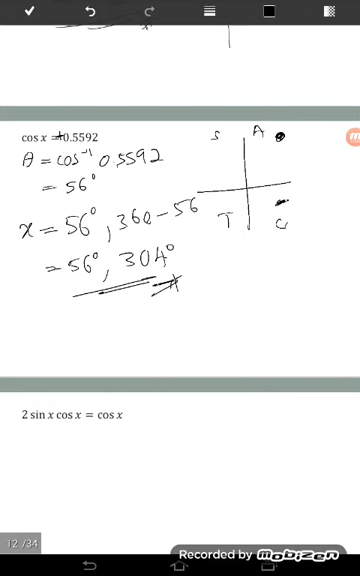 cos x = +0.5592
θ = cos⁻¹ 0.5592
= 56°
x = 56°, 360 - 56
= 56°, 304°
S A
T C
2 sin x cos x = cos x
12 /34
Recorded by mobizen